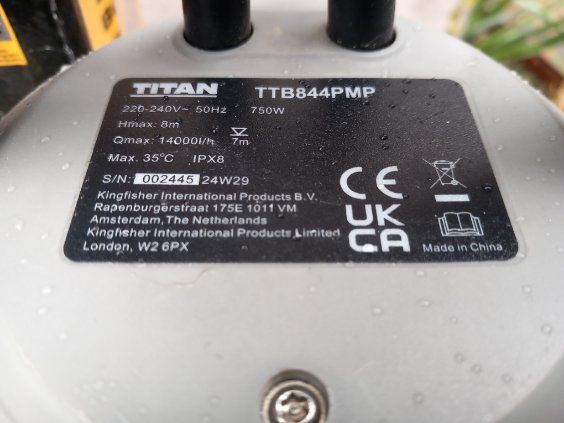 TITAN TTB844PMP
220-240V~ 50Hz 750W
Hmax: 8m
Qmax: 14000l/h 7m
Max. 35°C IPX8
S/N: 002445 24W29
Kingfisher International Products B.V.
Rapenburgerstraat 175E 1011 VM
Amsterdam, The Netherlands
Kingfisher International Products Limited
London, W2 6PX
CE
UK
CA
Made in China